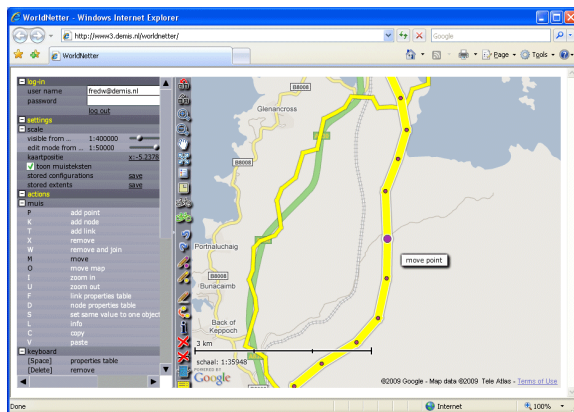 WorldNetter - Windows Internet Explorer
http://www3.demis.nl/worldnetter/
Google
WorldNetter
Page
Tools
log-in
user name fredw@demis.nl
password
log out
settings
scale
visible from ... 1:400000
edit mode from ... 1:50000
kaartpositie x:-5.2378
toon muisteksten
stored configurations save
stored extents save
actions
muis
P add point
K add node
T add link
X remove
W remove and join
M move
O move map
I zoom in
U zoom out
F link properties table
D node properties table
S set same value to one object
L info
C copy
V paste
keyboard
[Space] properties table
[Delete] remove
B8008
Glenancross
B8008
Portnaluchaig
B8008
Bunacaimb
Back of
Keppoch
move point
3 km
schaal: 1:35948
POWERED BY
Google
©2009 Google - Map data ©2009 Tele Atlas - Terms of Use
Done
Internet
100%